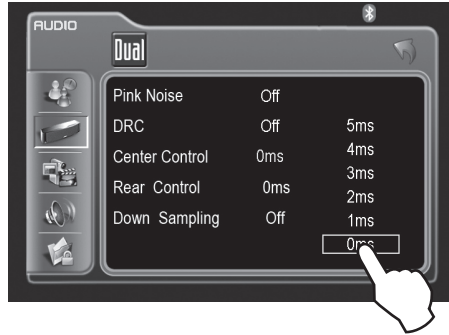 AUDIO
Dual
Pink Noise Off
DRC Off 5ms
Center Control 0ms 4ms
3ms
Rear Control 0ms 2ms
Down Sampling Off 1ms
0ms